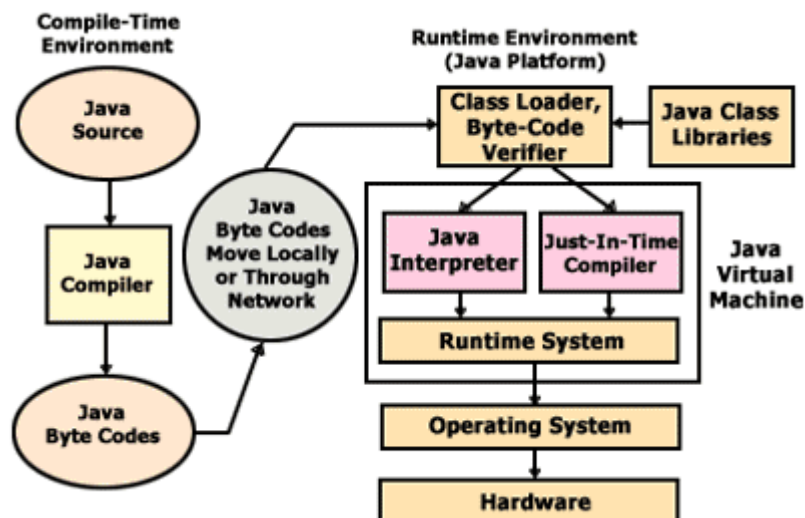 Compile-Time
Environment
Java
Source
Java
Compiler
Java
Byte Codes
Java
Byte Codes
Move Locally
or Through
Network
Runtime Environment
(Java Platform)
Class Loader,
Byte-Code
Verifier
Java Class
Libraries
Java
Interpreter
Just-In-Time
Compiler
Java
Virtual
Machine
Runtime System
Operating System
Hardware